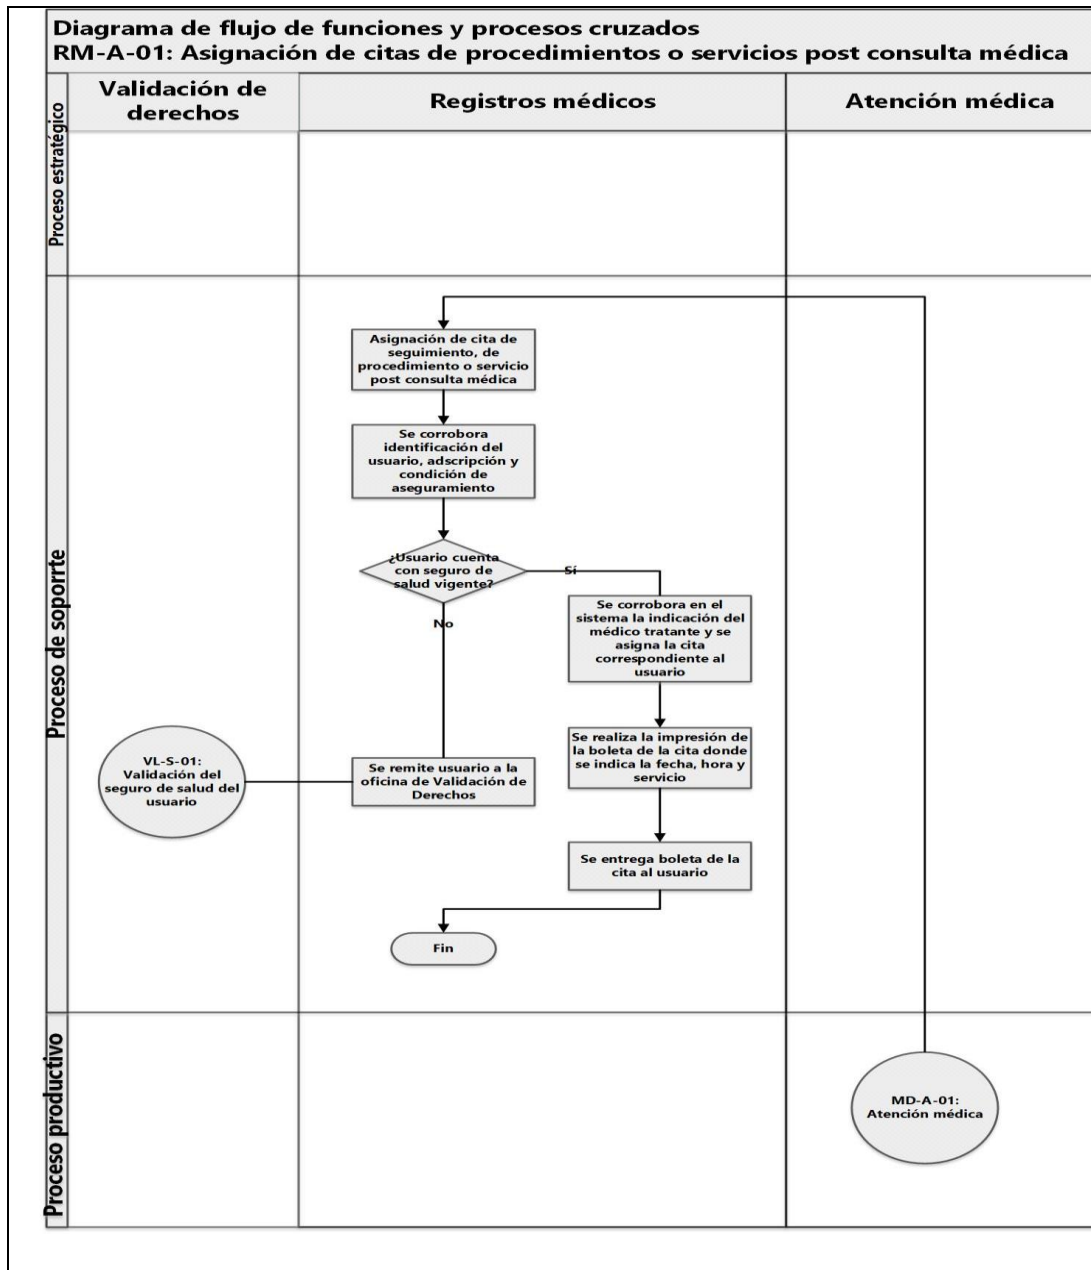 Diagrama de flujo de funciones y procesos cruzados
RM-A-01: Asignación de citas de procedimientos o servicios post consulta médica
Validación de
derechos
Registros médicos
Atención médica
Proceso estratégico
Proceso de soporrte
Asignación de cita de
seguimiento, de
procedimiento o servicio
post consulta médica
Se corrobora
identificación del
usuario, adscripción y
condición de
aseguramiento
¿Usuario cuenta
con seguro de
salud vigente?
Sí
No
Se corrobora en el
sistema la indicación del
médico tratante y se
asigna la cita
correspondiente al
usuario
Se realiza la impresión de
la boleta de la cita donde
se indica la fecha, hora y
servicio
VL-S-01:
Validación del
seguro de salud del
usuario
Se remite usuario a la
oficina de Validación de
Derechos
Se entrega boleta de la
cita al usuario
Fin
Proceso productivo
MD-A-01:
Atención médica